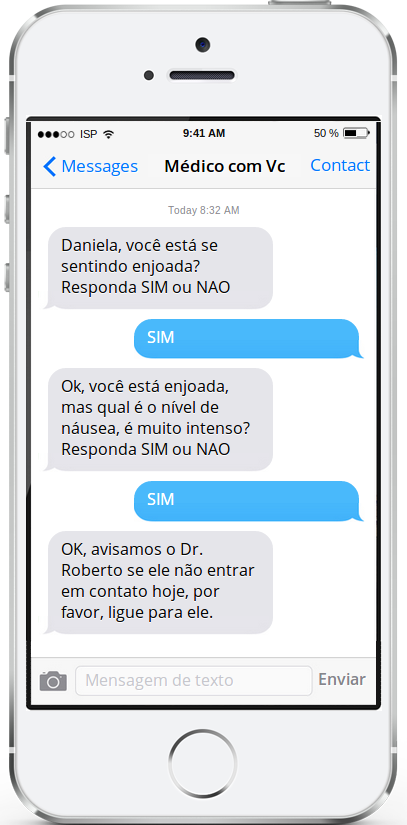 ISP 9:41 AM 50 %
Messages Médico com Vc Contact
Today 8:32 AM
Daniela, você está se
sentindo enjoada?
Responda SIM ou NAO
SIM
Ok, você está enjoada,
mas qual é o nível de
náusea, é muito intenso?
Responda SIM ou NAO
SIM
OK, avisamos o Dr.
Roberto se ele não entrar
em contato hoje, por
favor, ligue para ele.
Mensagem de texto Enviar